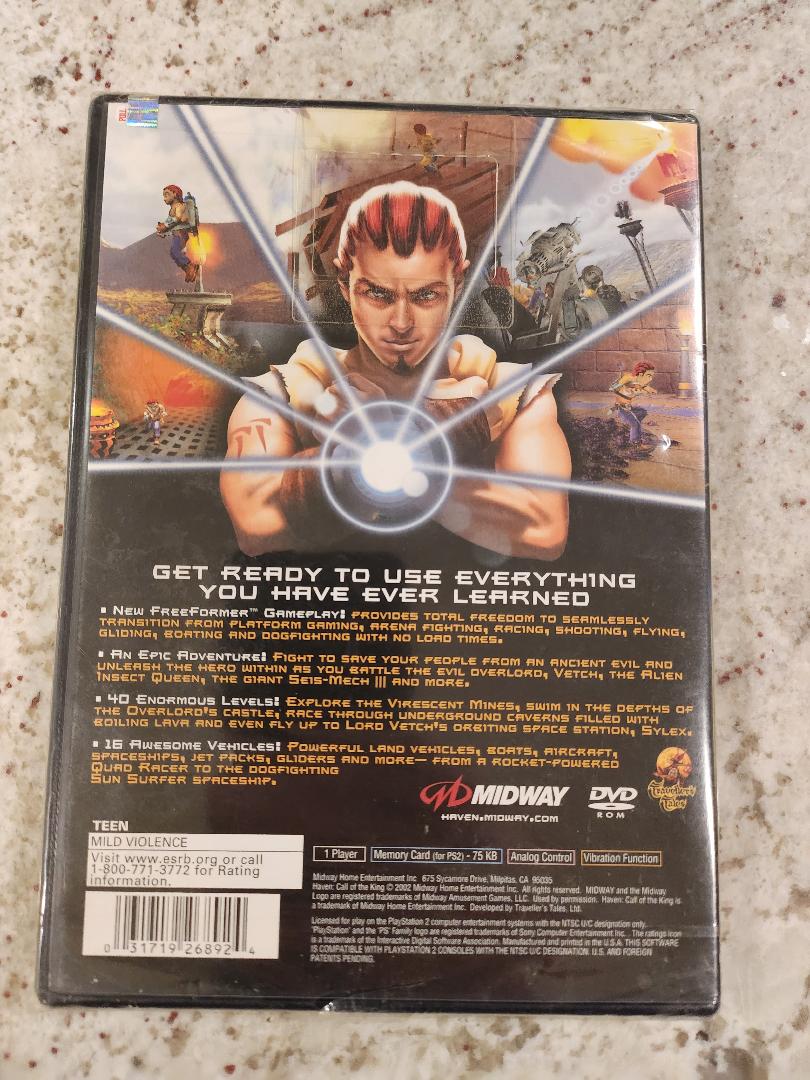 PULL
GET READY TO USE EVERYTHING
YOU HAVE EVER LEARNED
• New FreeFormer™ Gameplay! provides total freedom to seamlessly
transition from platform gaming, arena fighting, racing, shooting, flying,
gliding, boating and dogfighting with no load times.
• An Epic Adventure! Fight to save your people from an ancient evil and
unleash the hero within as you battle the evil overlord, Vetch, the Alien
Insect Queen, the giant Seis-Mech III and more.
• 40 Enormous Levels! Explore the Virescent Mines, swim in the depths of
the Overlord's castle, race through underground caverns filled with
boiling lava and even fly up to Lord Vetch's orbiting space station, Sylex.
• 16 Awesome Vehicles! Powerful land vehicles, boats, aircraft,
spaceships, jet packs, gliders and more— from a rocket-powered
Quad Racer to the dogfighting
Sun Surfer spaceship.
MIDWAY
haven.midway.com
DVD
ROM
Traveller's
Tales
TEEN
MILD VIOLENCE
Visit www.esrb.org or call
1-800-771-3772 for Rating
information.
1 Player
Memory Card (for PS2) - 75 KB
Analog Control
Vibration Function
Midway Home Entertainment Inc 675 Sycamore Drive, Milpitas, CA 95035
Haven: Call of the King © 2002 Midway Home Entertainment Inc. All rights reserved. MIDWAY and the Midway
Logo are registered trademarks of Midway Amusement Games, LLC. Used by permission. Haven: Call of the King is
a trademark of Midway Home Entertainment Inc. Developed by Traveller's Tales, Ltd.
Licensed for play on the PlayStation 2 computer entertainment systems with the NTSC U/C designation only.
"PlayStation" and the "PS" Family logo are registered trademarks of Sony Computer Entertainment Inc. The ratings icon
is a trademark of the Interactive Digital Software Association. Manufactured and printed in the U.S.A. THIS SOFTWARE
IS COMPATIBLE WITH PLAYSTATION 2 CONSOLES WITH THE NTSC U/C DESIGNATION. U.S. AND FOREIGN
PATENTS PENDING.
0 31719 26892 4